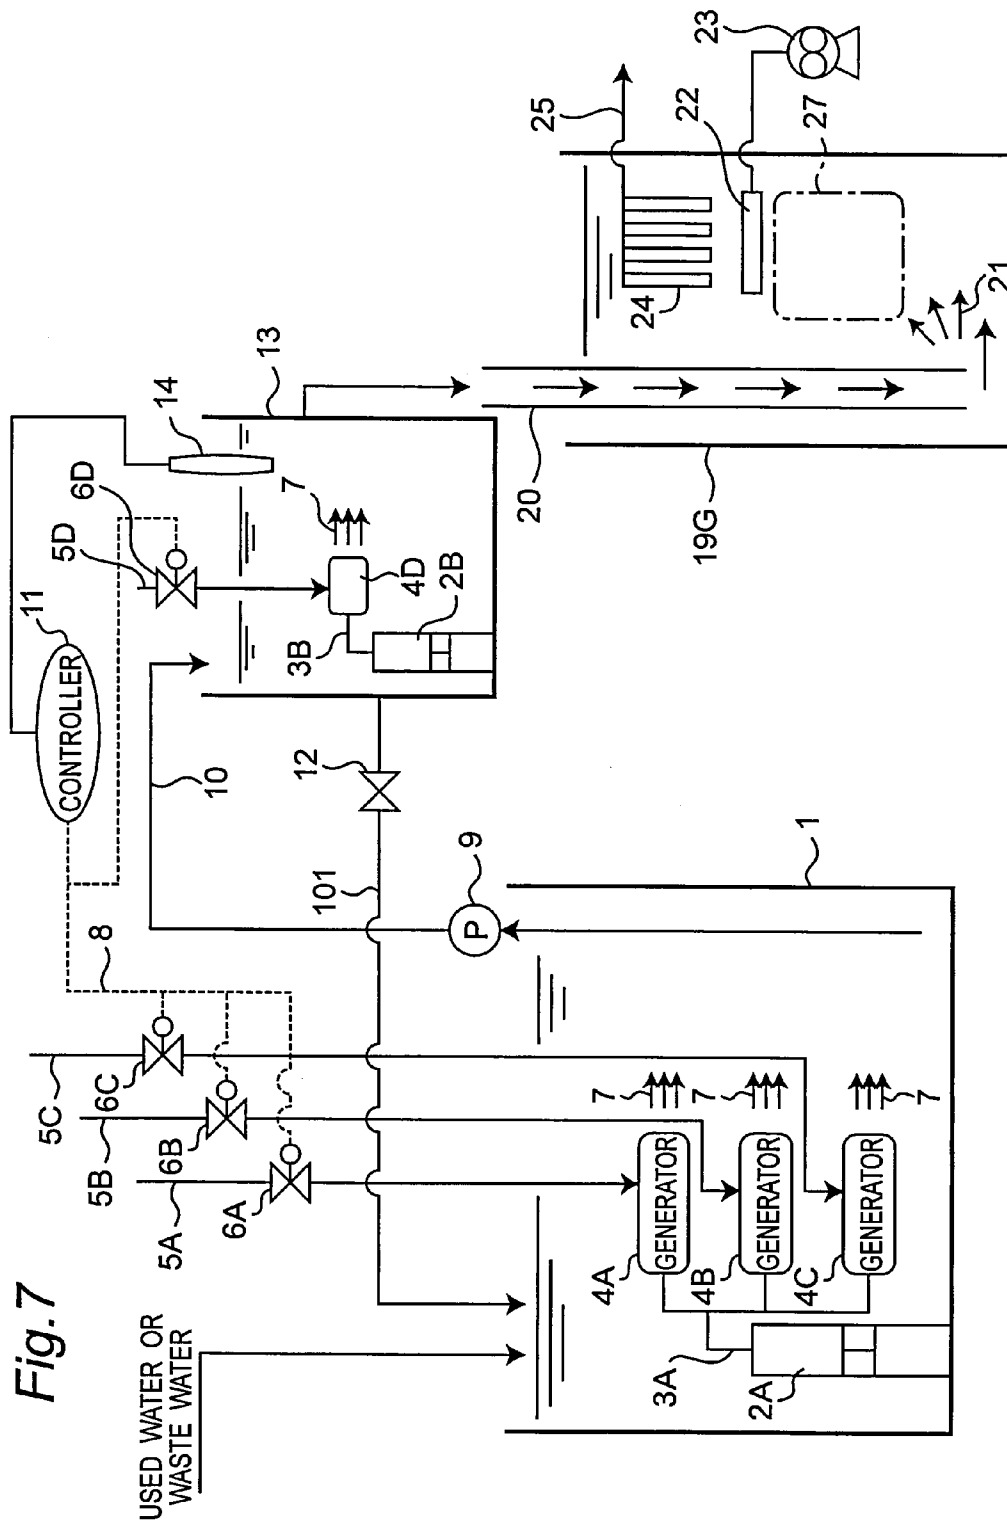 Fig.7
USED WATER OR
WASTE WATER
5A
5B
5C
6A
6B
6C
8
CONTROLLER
11
10
5D
6D
14
13
7
4D
2B
3B
12
101
9
P
1
7
7
7
4A
GENERATOR
4B
GENERATOR
4C
GENERATOR
3A
2A
20
19G
21
24
25
22
23
27